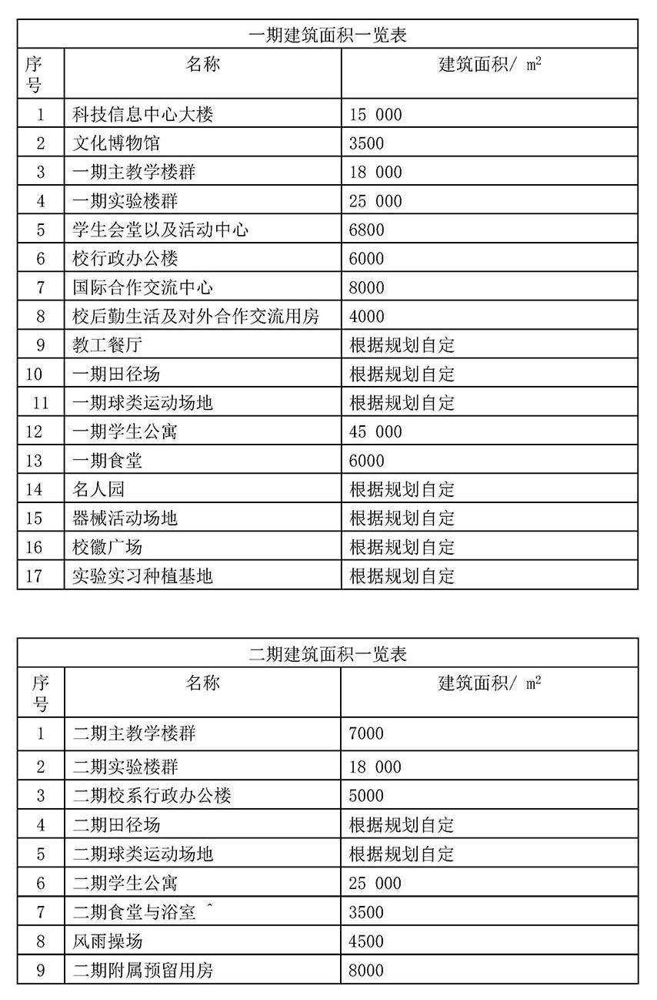 一期建筑面积一览表
序号 名称 建筑面积/ m²
1 科技信息中心大楼 15 000
2 文化博物馆 3500
3 一期主教学楼群 18 000
4 一期实验楼群 25 000
5 学生会堂以及活动中心 6800
6 校行政办公楼 6000
7 国际合作交流中心 8000
8 校后勤生活及对外合作交流用房 4000
9 教工餐厅 根据规划自定
10 一期田径场 根据规划自定
11 一期球类运动场地 根据规划自定
12 一期学生公寓 45 000
13 一期食堂 6000
14 名人园 根据规划自定
15 器械活动场地 根据规划自定
16 校徽广场 根据规划自定
17 实验实习种植基地 根据规划自定
二期建筑面积一览表
序号 名称 建筑面积/ m²
1 二期主教学楼群 7000
2 二期实验楼群 18 000
3 二期校系行政办公楼 5000
4 二期田径场 根据规划自定
5 二期球类运动场地 根据规划自定
6 二期学生公寓 25 000
7 二期食堂与浴室 ^ 3500
8 风雨操场 4500
9 二期附属预留用房 8000